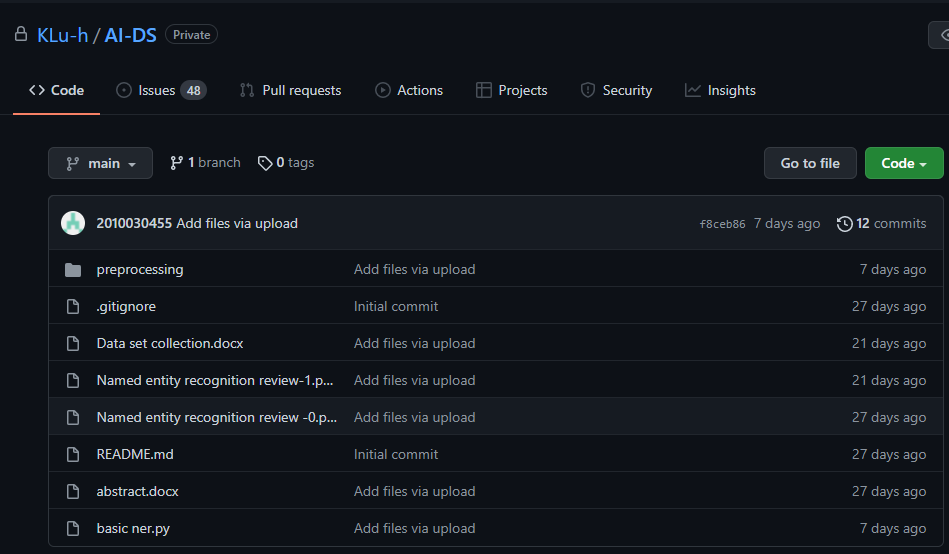 KLu-h / AI-DS Private
Code Issues 48 Pull requests Actions Projects Security Insights
main 1 branch 0 tags Go to file Code
2010030455 Add files via upload f8ceb86 7 days ago 12 commits
preprocessing Add files via upload 7 days ago
.gitignore Initial commit 27 days ago
Data set collection.docx Add files via upload 21 days ago
Named entity recognition review-1.p... Add files via upload 21 days ago
Named entity recognition review -0.p... Add files via upload 27 days ago
README.md Initial commit 27 days ago
abstract.docx Add files via upload 27 days ago
basic ner.py Add files via upload 7 days ago